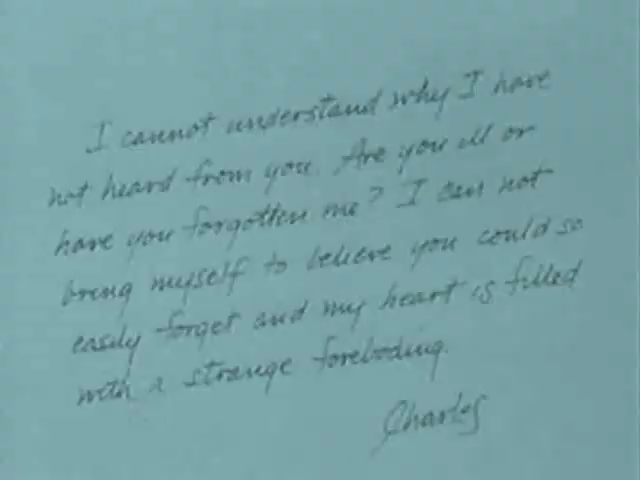 I cannot understand why I have
not heard from you. Are you ill or
have you forgotten me? I can not
bring myself to believe you could so
easily forget and my heart is filled
with a strange foreboding.
Charles